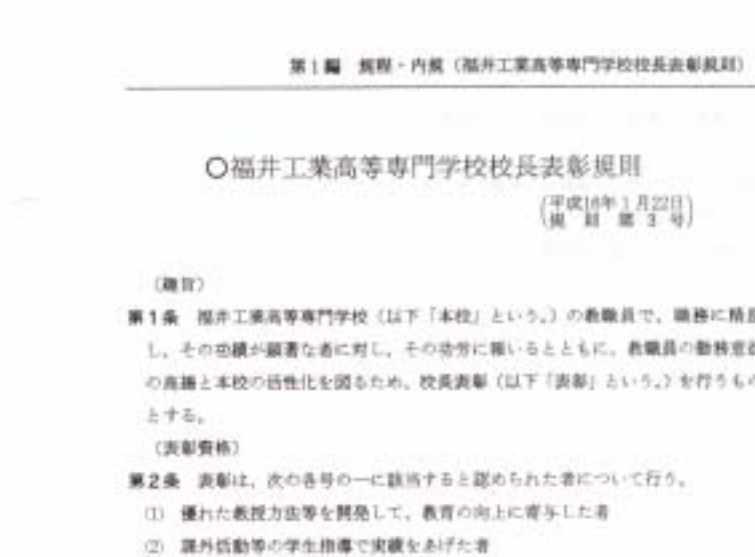 第1編 規程・内規（福井工業高等専門学校校長表彰規則）
○福井工業高等専門学校校長表彰規則
（平成16年1月22日
規則第3号）
（趣旨）
第1条 福井工業高等専門学校（以下「本校」という。）の教職員で、職務に精
し、その功績が顕著な者に対し、その功労に報いるとともに、教職員の勤務意
の高揚と本校の活性化を図るため、校長表彰（以下「表彰」という。）を行うもの
とする。
（表彰資格）
第2条 表彰は、次の各号の一に該当すると認められた者について行う。
(1) 優れた教授方法等を開発して、教育の向上に寄与した者
(2) 課外活動等の学生指導で実績をあげた者